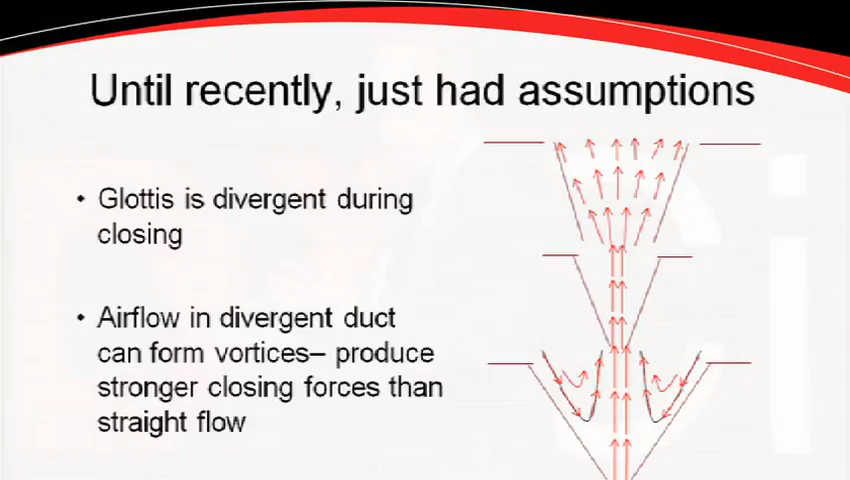 Until recently, just had assumptions
• Glottis is divergent during
closing
• Airflow in divergent duct
can form vortices– produce
stronger closing forces than
straight flow